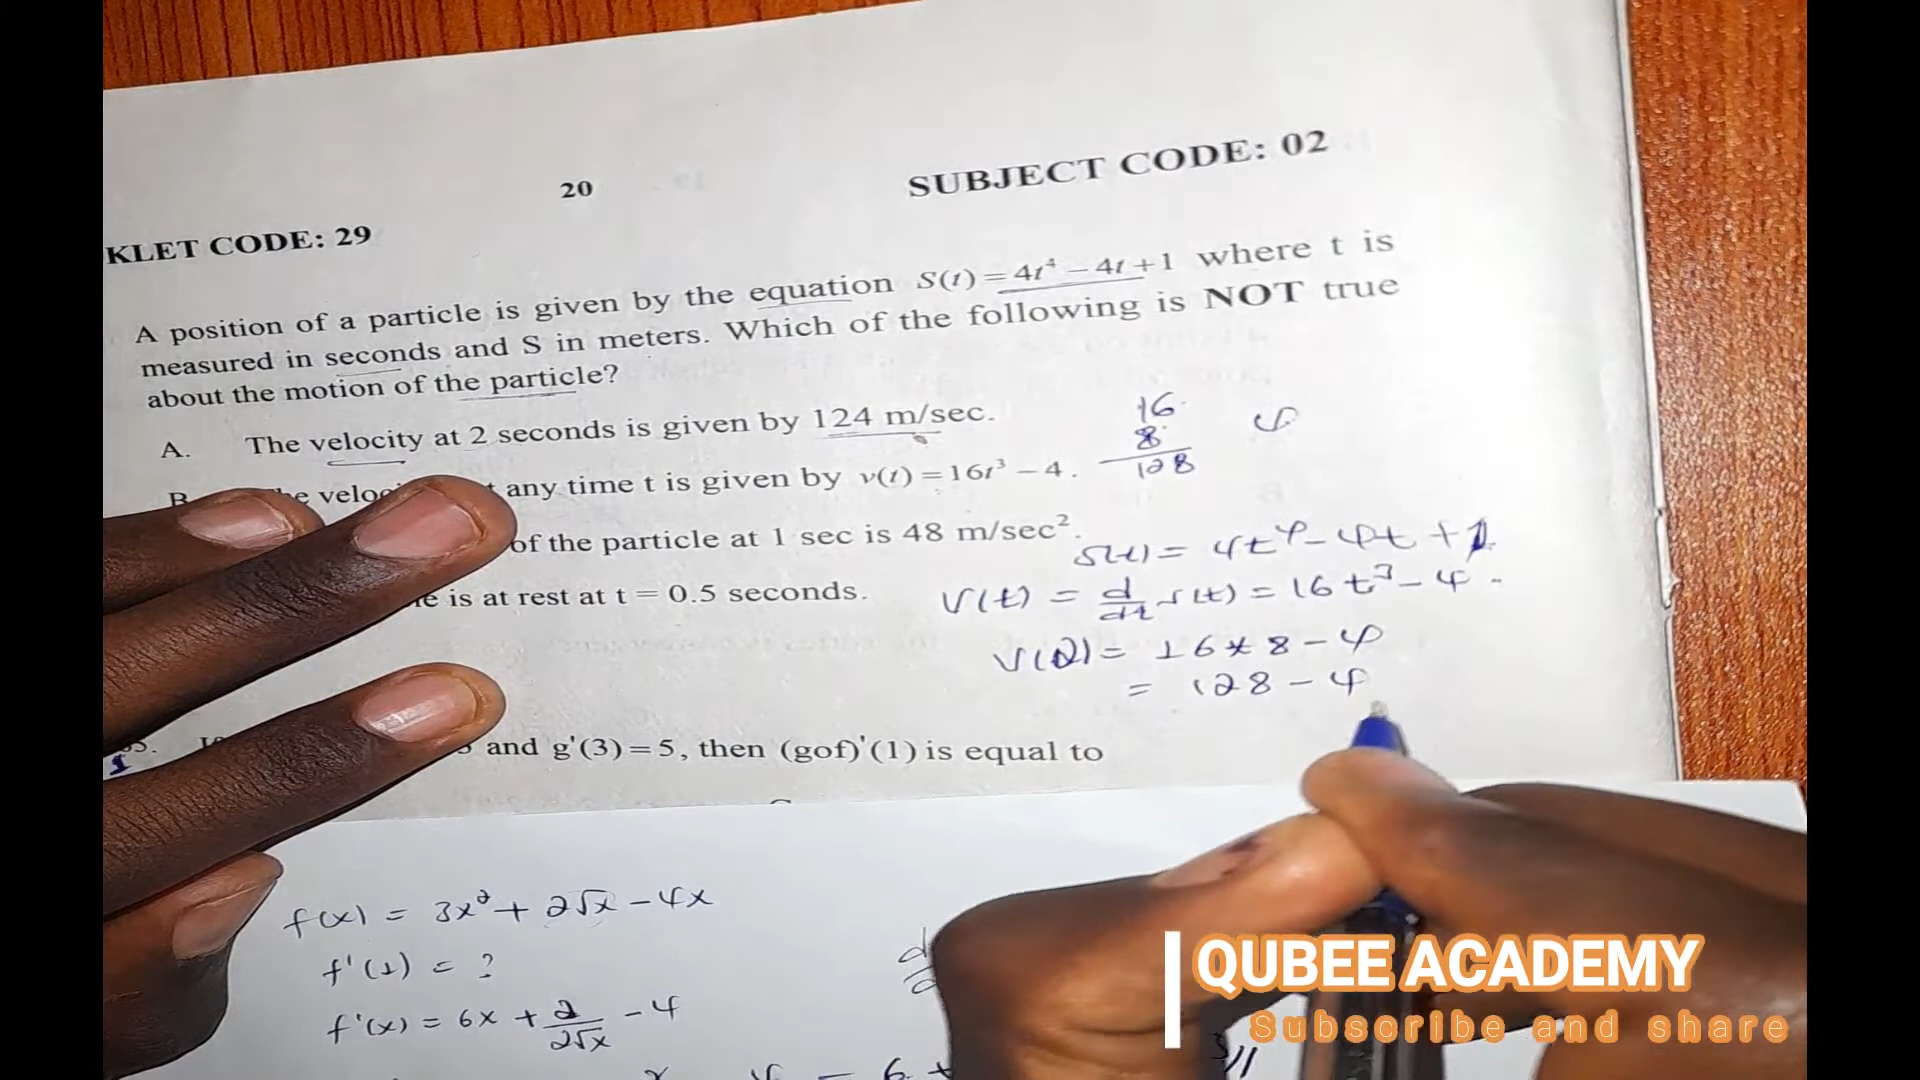 20
SUBJECT CODE: 02
KLET CODE: 29
A position of a particle is given by the equation S(t) = 4t⁴ – 4t + 1 where t is
measured in seconds and S in meters. Which of the following is NOT true
about the motion of the particle?
A. The velocity at 2 seconds is given by 124 m/sec.
16
8
128
4
any time t is given by v(t) = 16t³ – 4.
of the particle at 1 sec is 48 m/sec².
is at rest at t = 0.5 seconds.
S(t) = 4t⁴ – 4t + 1
V(t) = d/dt S(t) = 16t³ – 4
V(2) = 16 * 8 – 4
= 128 – 4
and g'(3) = 5, then (gof)'(1) is equal to
f(x) = 3x² + 2√x – 4x
f'(1) = ?
f'(x) = 6x + 2/2√x – 4
QUBEE ACADEMY
Subscribe and share